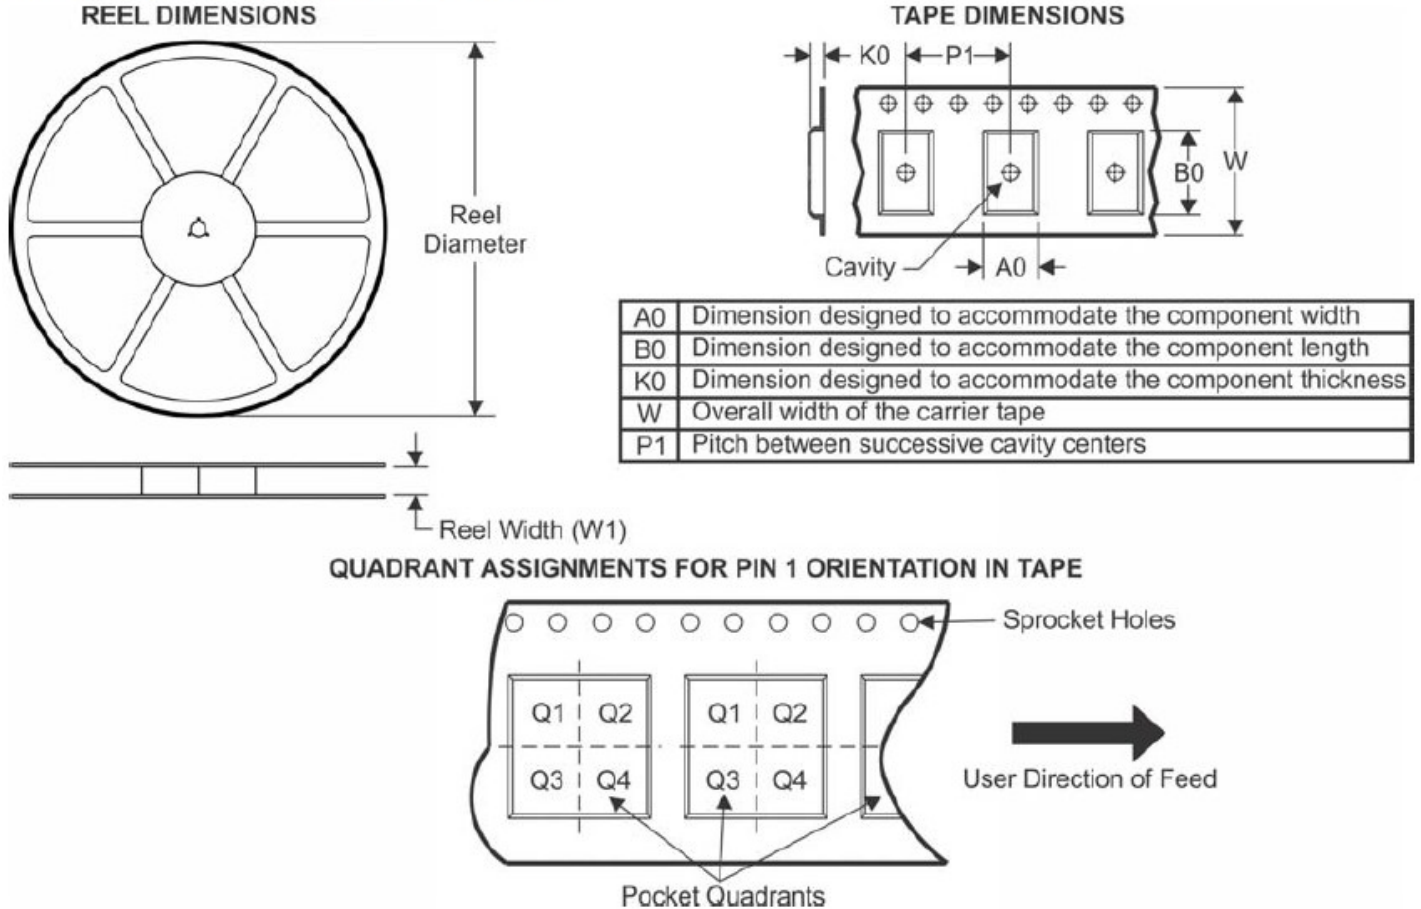 REEL DIMENSIONS
TAPE DIMENSIONS
K0
P1
Reel
Diameter
B0
W
Cavity
A0
A0 Dimension designed to accommodate the component width
B0 Dimension designed to accommodate the component length
K0 Dimension designed to accommodate the component thickness
W Overall width of the carrier tape
P1 Pitch between successive cavity centers
Reel Width (W1)
QUADRANT ASSIGNMENTS FOR PIN 1 ORIENTATION IN TAPE
Sprocket Holes
Q1 Q2 Q1 Q2
Q3 Q4 Q3 Q4
User Direction of Feed
Pocket Quadrants